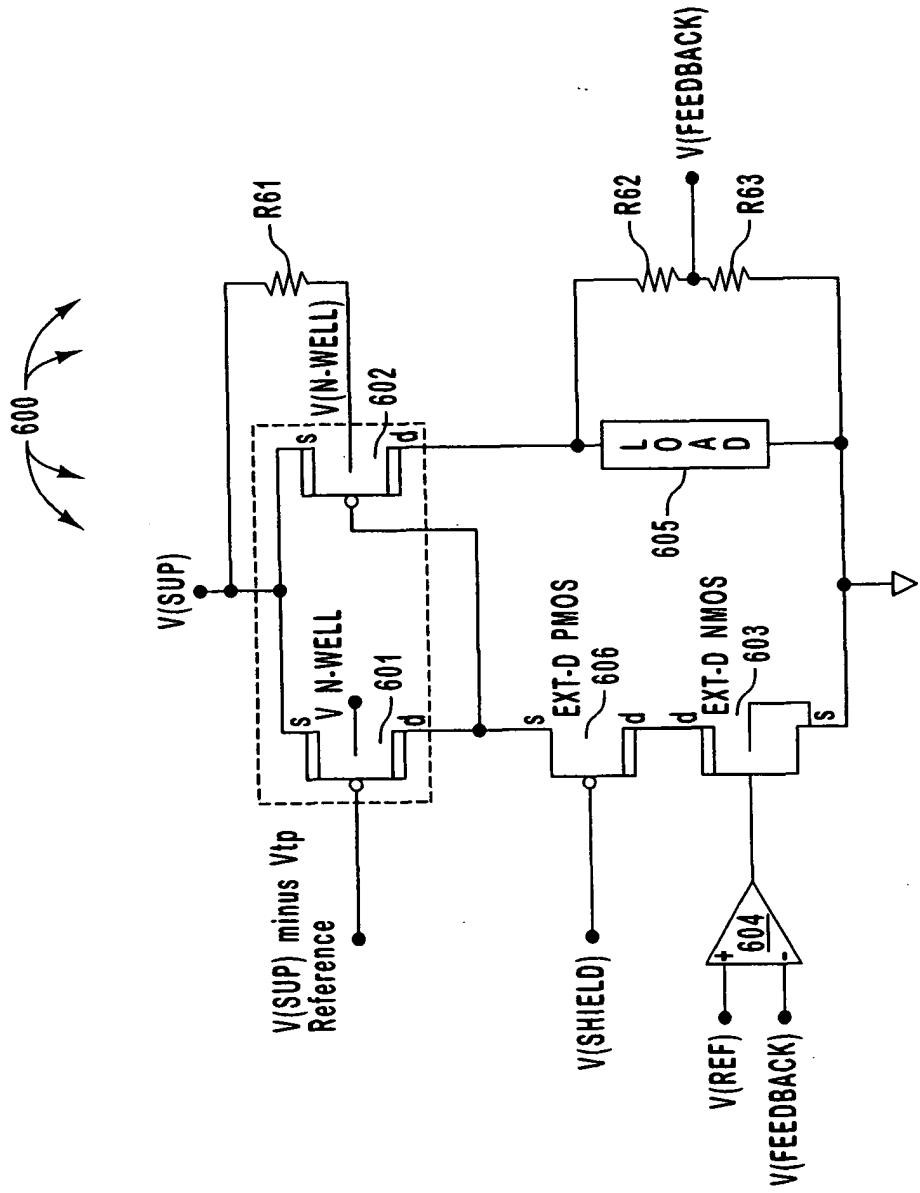 600
V(SUP)
R61
V(SUP) minus Vtp
Reference
s
V N-WELL
601
d
s
V(N-WELL)
602
d
V(SHIELD)
s
EXT-D PMOS
606
d
d
EXT-D NMOS
603
s
V(REF)
V(FEEDBACK)
+
-
604
LOAD
605
R62
V(FEEDBACK)
R63